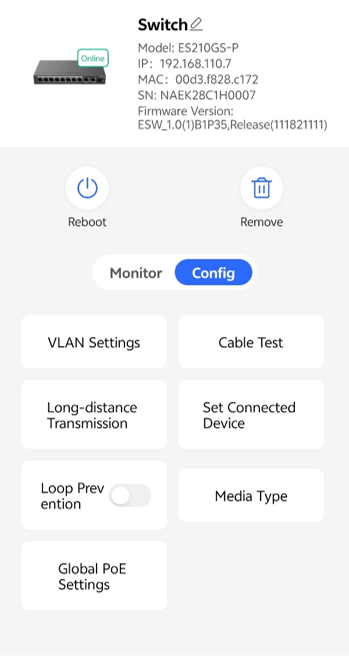 Switch
Online
Model: ES210GS-P
IP: 192.168.110.7
MAC: 00d3.f828.c172
SN: NAEK28C1H0007
Firmware Version:
ESW_1.0(1)B1P35,Release(111821111)
Reboot
Remove
Monitor
Config
VLAN Settings
Cable Test
Long-distance
Transmission
Set Connected
Device
Loop Prev
ention
Media Type
Global PoE
Settings